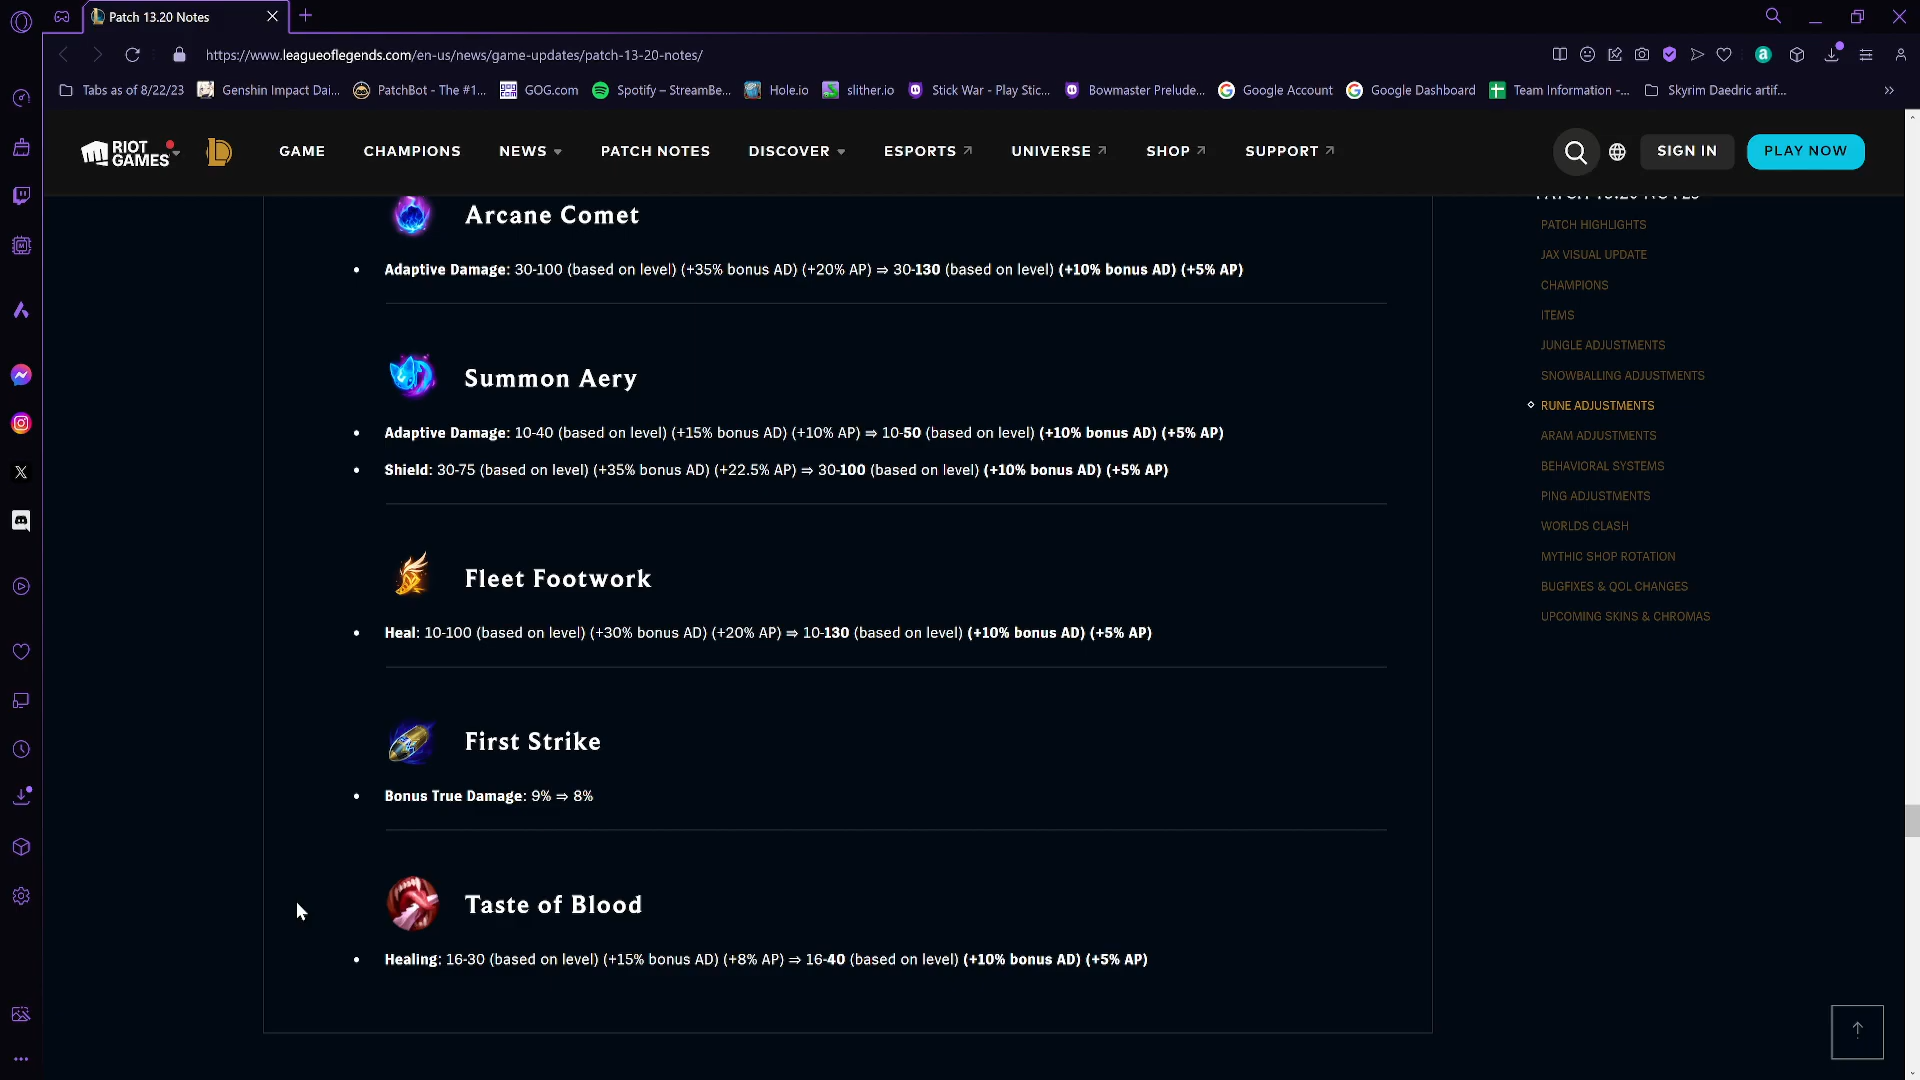 Patch 13.20 Notes
https://www.leagueoflegends.com/en-us/news/game-updates/patch-13-20-notes/
Tabs as of 8/22/23
Genshin Impact Dai...
PatchBot - The #1...
GOG.com
Spotify – StreamBe...
Hole.io
slither.io
Stick War - Play Stic...
Bowmaster Prelude...
Google Account
Google Dashboard
Team Information -...
Skyrim Daedric artif...
RIOT GAMES
GAME
CHAMPIONS
NEWS
PATCH NOTES
DISCOVER
ESPORTS
UNIVERSE
SHOP
SUPPORT
SIGN IN
PLAY NOW
Arcane Comet
• Adaptive Damage: 30-100 (based on level) (+35% bonus AD) (+20% AP) ⇒ 30-130 (based on level) (+10% bonus AD) (+5% AP)
Summon Aery
• Adaptive Damage: 10-40 (based on level) (+15% bonus AD) (+10% AP) ⇒ 10-50 (based on level) (+10% bonus AD) (+5% AP)
• Shield: 30-75 (based on level) (+35% bonus AD) (+22.5% AP) ⇒ 30-100 (based on level) (+10% bonus AD) (+5% AP)
Fleet Footwork
• Heal: 10-100 (based on level) (+30% bonus AD) (+20% AP) ⇒ 10-130 (based on level) (+10% bonus AD) (+5% AP)
First Strike
• Bonus True Damage: 9% ⇒ 8%
Taste of Blood
• Healing: 16-30 (based on level) (+15% bonus AD) (+8% AP) ⇒ 16-40 (based on level) (+10% bonus AD) (+5% AP)
PATCH 13.20 NOTES
PATCH HIGHLIGHTS
JAX VISUAL UPDATE
CHAMPIONS
ITEMS
JUNGLE ADJUSTMENTS
SNOWBALLING ADJUSTMENTS
RUNE ADJUSTMENTS
ARAM ADJUSTMENTS
BEHAVIORAL SYSTEMS
PING ADJUSTMENTS
WORLDS CLASH
MYTHIC SHOP ROTATION
BUGFIXES & QOL CHANGES
UPCOMING SKINS & CHROMAS